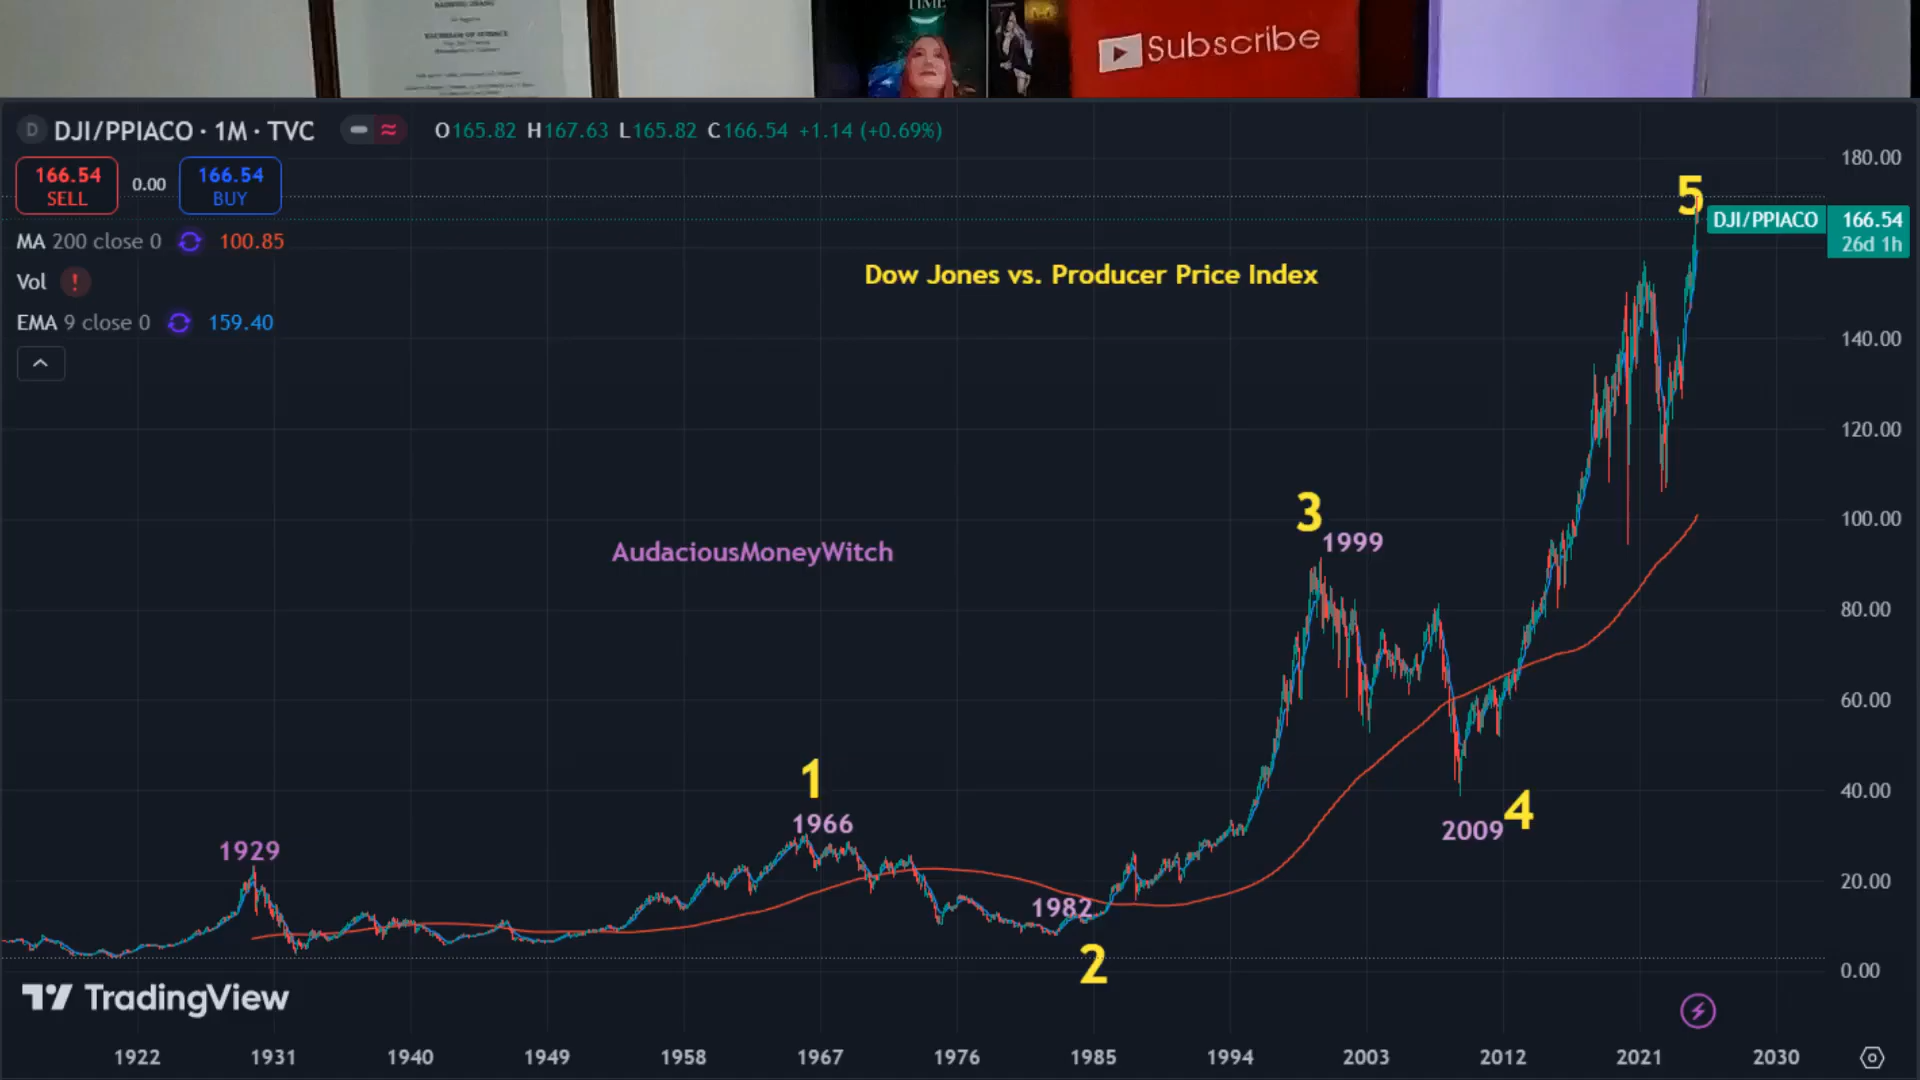 TIME
Subscribe
D DJI/PPIACO · 1M · TVC O165.82 H167.63 L165.82 C166.54 +1.14 (+0.69%)
166.54 SELL 0.00 166.54 BUY
MA 200 close 0 100.85
Vol !
EMA 9 close 0 159.40
Dow Jones vs. Producer Price Index
AudaciousMoneyWitch
1929
1
1966
1982
2
3
1999
2009
4
5
DJI/PPIACO 166.54
26d 1h
180.00
140.00
120.00
100.00
80.00
60.00
40.00
20.00
0.00
TradingView
1922 1931 1940 1949 1958 1967 1976 1985 1994 2003 2012 2021 2030